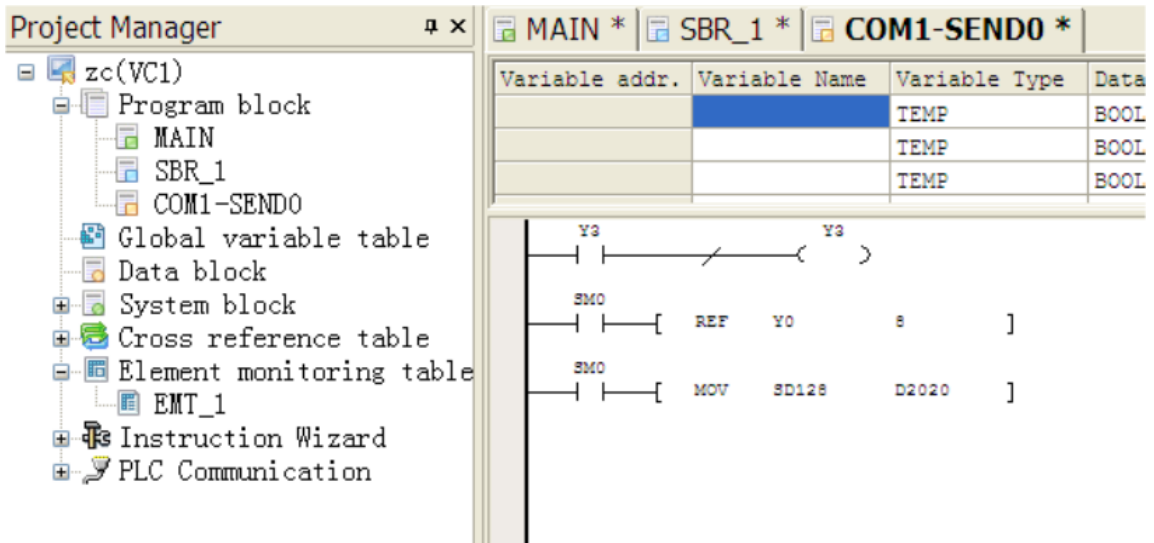 Project Manager
zc(VC1)
Program block
MAIN
SBR_1
COM1-SEND0
Global variable table
Data block
System block
Cross reference table
Element monitoring table
EMT_1
Instruction Wizard
PLC Communication
MAIN * SBR_1 * COM1-SEND0 *
Variable addr. Variable Name Variable Type Data
TEMP BOOL
TEMP BOOL
TEMP BOOL
Y3 Y3
SM0
REF Y0 8
SM0
MOV SD128 D2020